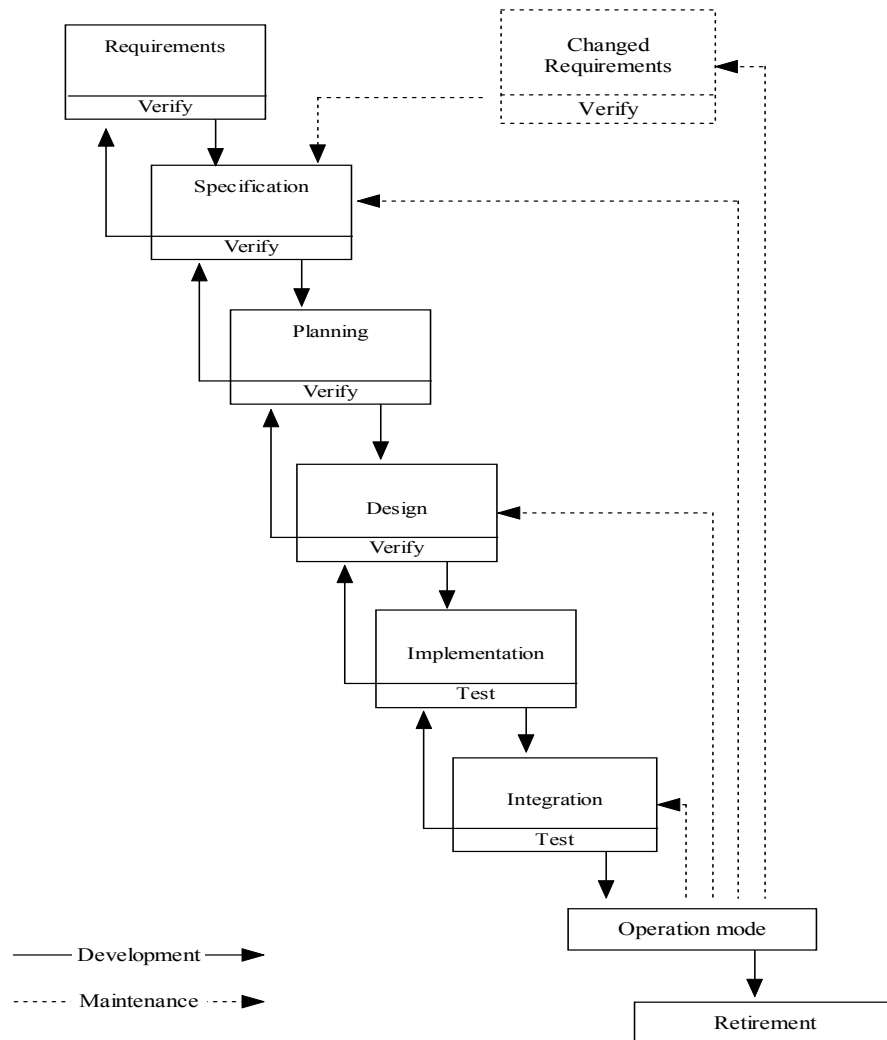 Requirements
Verify
Changed
Requirements
Verify
Specification
Verify
Planning
Verify
Design
Verify
Implementation
Test
Integration
Test
Operation mode
Development
Maintenance
Retirement